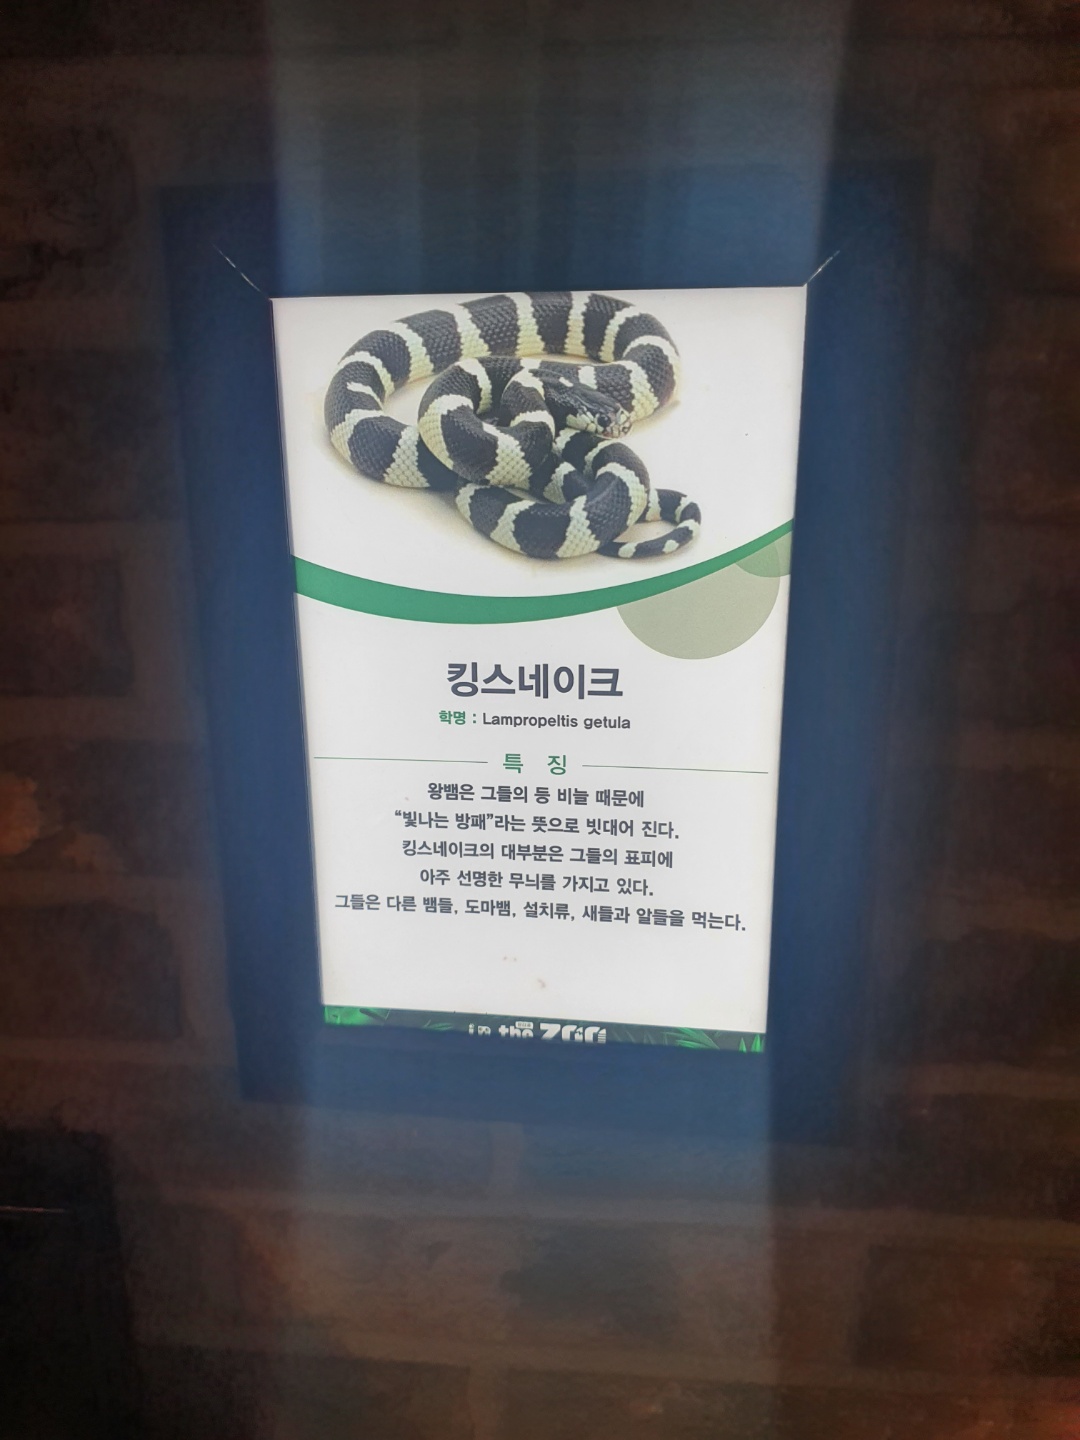 킹스네이크
학명 : Lampropeltis getula
특 징
왕뱀은 그들의 등 비늘 때문에
“빛나는 방패”라는 뜻으로 빗대어 진다.
킹스네이크의 대부분은 그들의 표피에
아주 선명한 무늬를 가지고 있다.
그들은 다른 뱀들, 도마뱀, 설치류, 새들과 알들을 먹는다.
in the ZOO